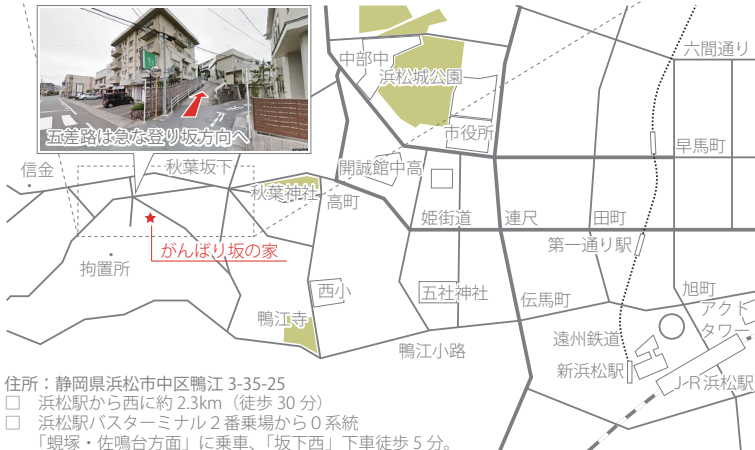 六間通り
中部中
浜松城公園
市役所
早馬町
五差路は急な登り坂方向へ
信金
秋葉坂下
開誠館中高
秋葉神社
高町
姫街道
連尺
田町
がんばり坂の家
第一通り駅
拘置所
西小
五社神社
伝馬町
旭町
アクト
タワー
鴨江寺
鴨江小路
遠州鉄道
新浜松駅
J-R浜松駅
住所：静岡県浜松市中区鴨江 3-35-25
□ 浜松駅から西に約 2.3km（徒歩 30 分）
□ 浜松駅バスターミナル２番乗場から０系統
「蜆塚・佐鳴台方面」に乗車、「坂下西」下車徒歩 5 分。